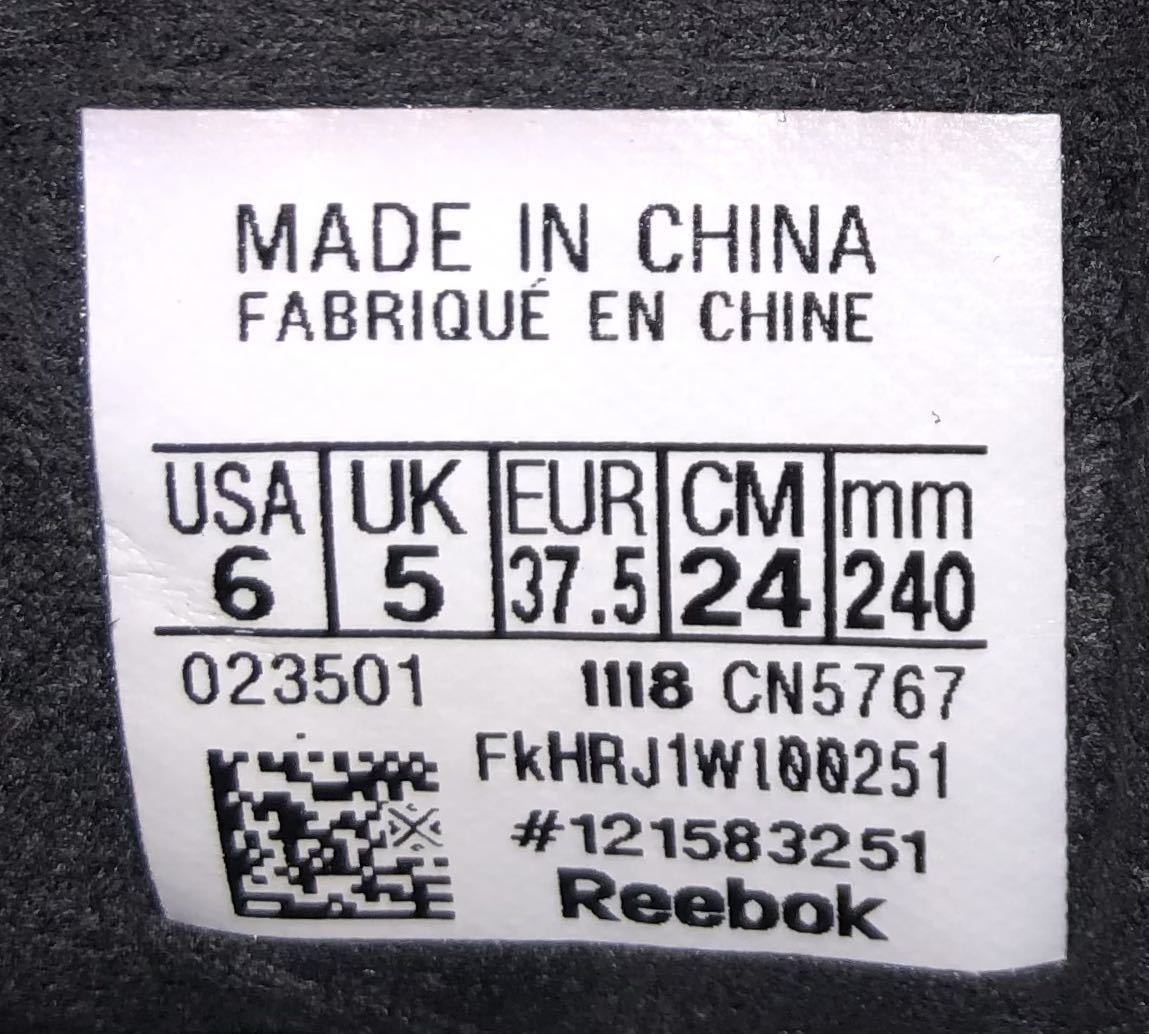 MADE IN CHINA
FABRIQUÉ EN CHINE
USA UK EUR CM mm
6 5 37.5 24 240
023501 1118 CN5767
FkHRJ1Wl00251
#121583251
Reebok